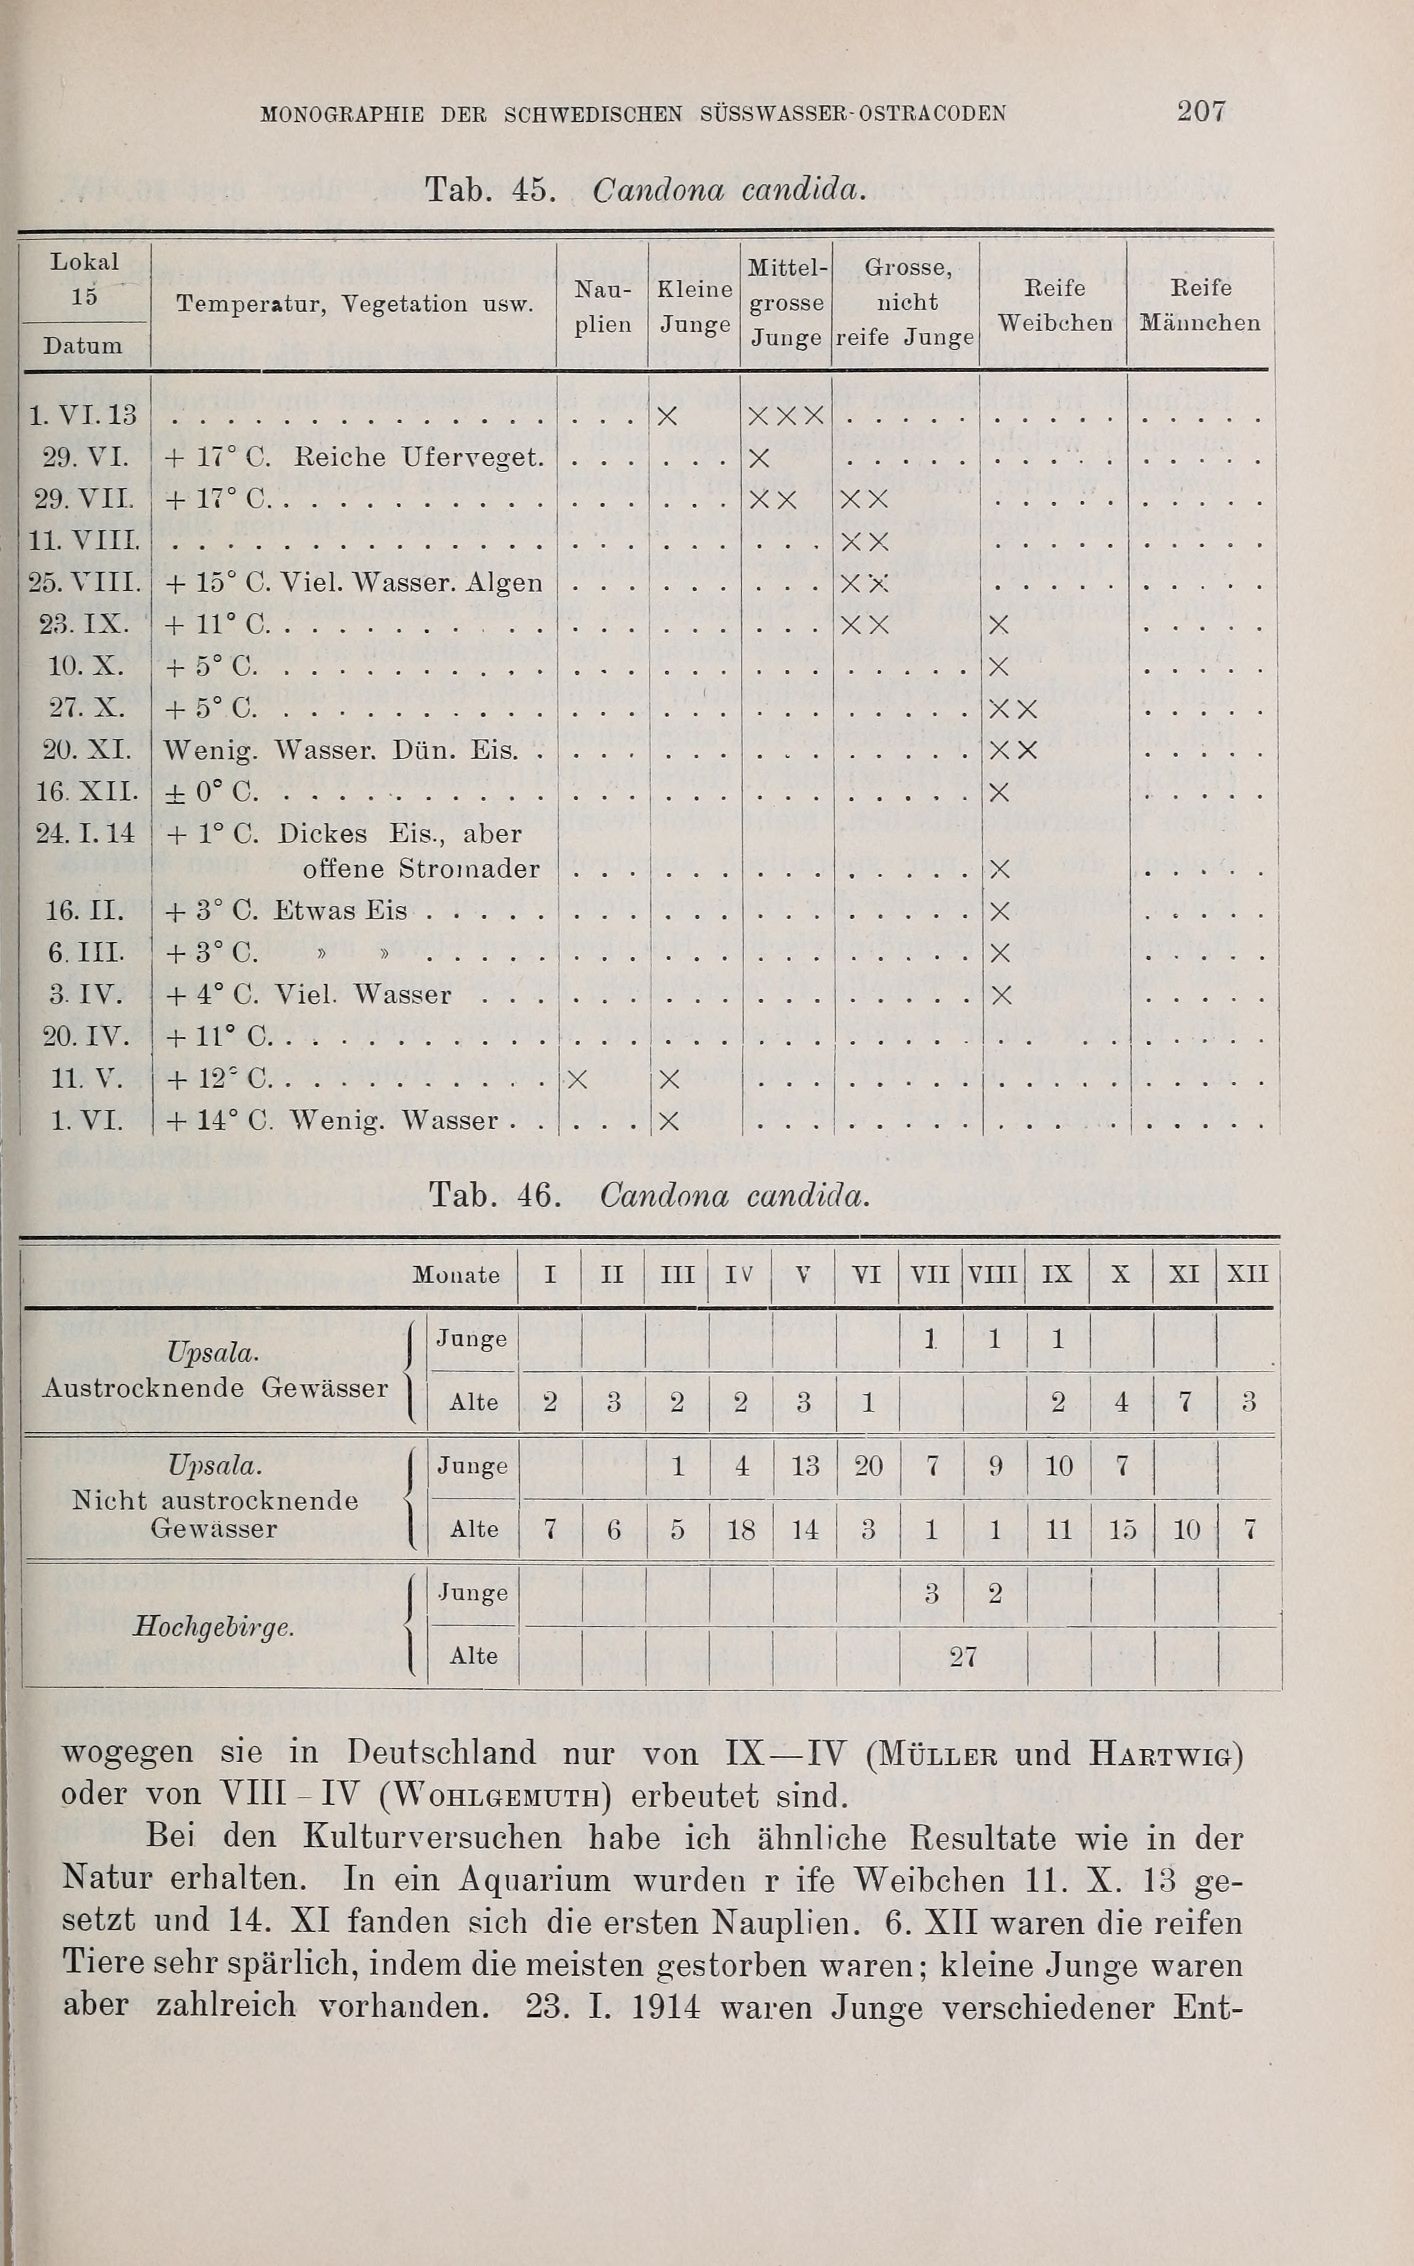 MONOGRAPHIE DER SCHWEDISCHEN SÜSSWASSER-OSTRACODEN 207
Tab. 45. Candona candida.
Lokal 15 Datum | Temperatur, Vegetation usw. | Nau-plien | Kleine Junge | Mittel-grosse Junge | Grosse, nicht reife Junge | Reife Weibchen | Reife Männchen
1. VI. 13 | . . . | . . . | × | ××× | . . . | . . . | . . .
29. VI. | + 17° C. Reiche Uferveget. | . . . | . . . | × | . . . | . . . | . . .
29. VII. | + 17° C. . . . | . . . | . . . | ×× | ×× | . . . | . . .
11. VIII. | . . . | . . . | . . . | . . . | ×× | . . . | . . .
25. VIII. | + 15° C. Viel. Wasser. Algen | . . . | . . . | . . . | ×× | . . . | . . .
23. IX. | + 11° C. . . . | . . . | . . . | . . . | ×× | × | . . .
10. X. | + 5° C. . . . | . . . | . . . | . . . | . . . | × | . . .
27. X. | + 5° C. . . . | . . . | . . . | . . . | . . . | ×× | . . .
20. XI. | Wenig. Wasser. Dün. Eis. . | . . . | . . . | . . . | . . . | ×× | . . .
16. XII. | ± 0° C. . . . | . . . | . . . | . . . | . . . | × | . . .
24. I. 14 | + 1° C. Dickes Eis., aber
offene Stromader | . . . | . . . | . . . | . . . | × | . . .
16. II. | + 3° C. Etwas Eis . . . | . . . | . . . | . . . | . . . | × | . . .
6. III. | + 3° C. » » . . . | . . . | . . . | . . . | . . . | × | . . .
3. IV. | + 4° C. Viel. Wasser . . . | . . . | . . . | . . . | . . . | × | . . .
20. IV. | + 11° C. . . . | . . . | . . . | . . . | . . . | . . . | . . .
11. V. | + 12° C. . . . | × | × | . . . | . . . | . . . | . . .
1. VI. | + 14° C. Wenig. Wasser . . | . . . | × | . . . | . . . | . . . | . . .
Tab. 46. Candona candida.
Monate | I | II | III | IV | V | VI | VII | VIII | IX | X | XI | XII
Upsala. Austrocknende Gewässer | Junge | | | | | | | 1 | 1 | 1 | | |
Alte | 2 | 3 | 2 | 2 | 3 | 1 | | | 2 | 4 | 7 | 3
Upsala. Nicht austrocknende Gewässer | Junge | | | 1 | 4 | 13 | 20 | 7 | 9 | 10 | 7 | |
Alte | 7 | 6 | 5 | 18 | 14 | 3 | 1 | 1 | 11 | 15 | 10 | 7
Hochgebirge. | Junge | | | | | | | 3 | 2 | | | |
Alte | | | | | | | 27 | | | |
wogegen sie in Deutschland nur von IX—IV (MÜLLER und HARTWIG)
oder von VIII–IV (WOHLGEMUTH) erbeutet sind.
Bei den Kulturversuchen habe ich ähnliche Resultate wie in der
Natur erhalten. In ein Aquarium wurden r ife Weibchen 11. X. 13 ge-
setzt und 14. XI fanden sich die ersten Nauplien. 6. XII waren die reifen
Tiere sehr spärlich, indem die meisten gestorben waren; kleine Junge waren
aber zahlreich vorhanden. 23. I. 1914 waren Junge verschiedener Ent-